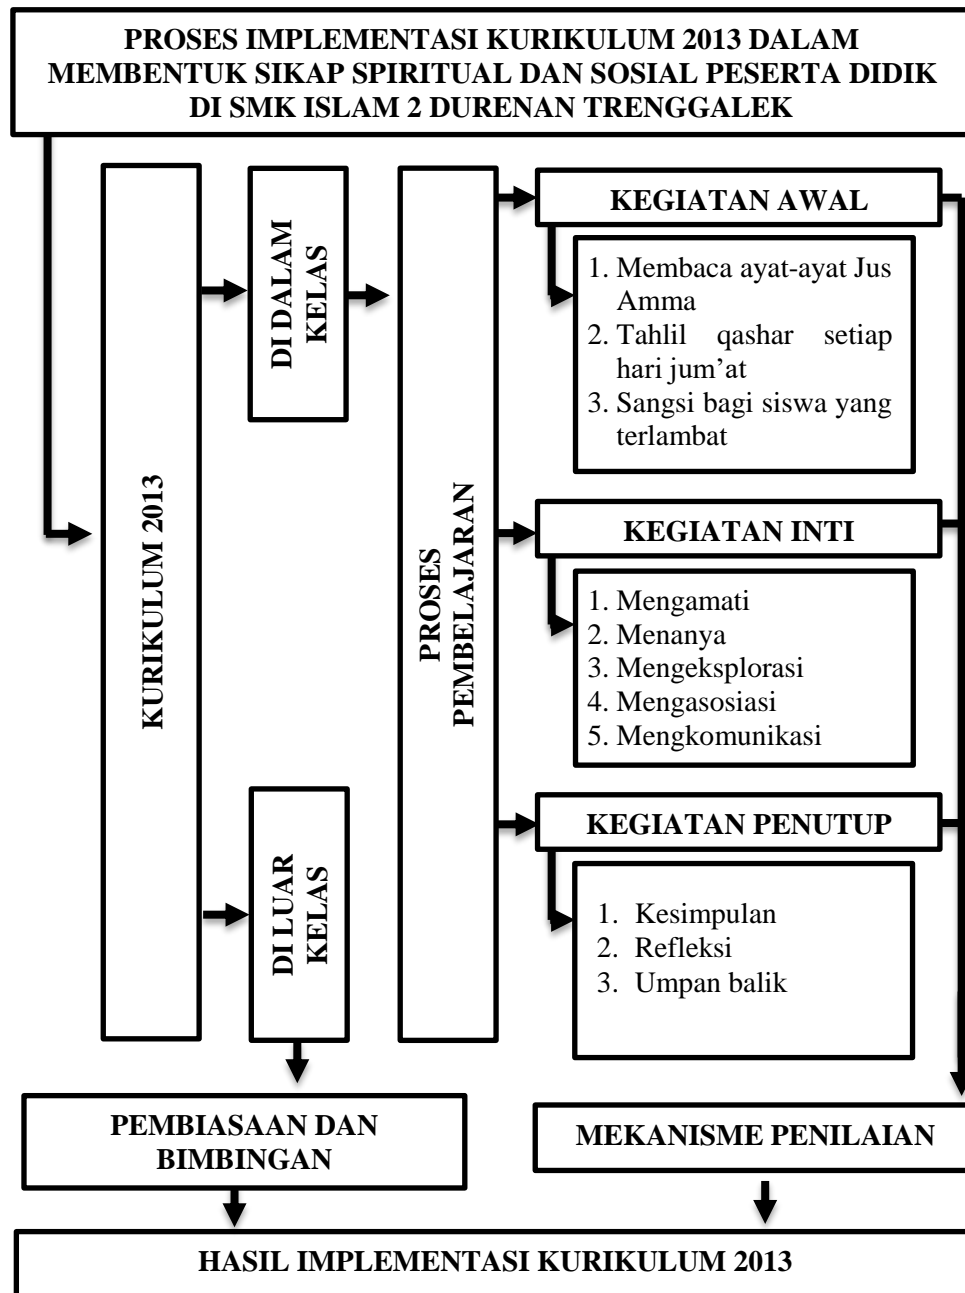 PROSES IMPLEMENTASI KURIKULUM 2013 DALAM
MEMBENTUK SIKAP SPIRITUAL DAN SOSIAL PESERTA DIDIK
DI SMK ISLAM 2 DURENAN TRENGGALEK
KURIKULUM 2013
DI DALAM
KELAS
DI LUAR
KELAS
PROSES
PEMBELAJARAN
KEGIATAN AWAL
1. Membaca ayat-ayat Jus
Amma
2. Tahlil qashar setiap
hari jum’at
3. Sangsi bagi siswa yang
terlambat
KEGIATAN INTI
1. Mengamati
2. Menanya
3. Mengeksplorasi
4. Mengasosiasi
5. Mengkomunikasi
KEGIATAN PENUTUP
1. Kesimpulan
2. Refleksi
3. Umpan balik
PEMBIASAAN DAN
BIMBINGAN
MEKANISME PENILAIAN
HASIL IMPLEMENTASI KURIKULUM 2013